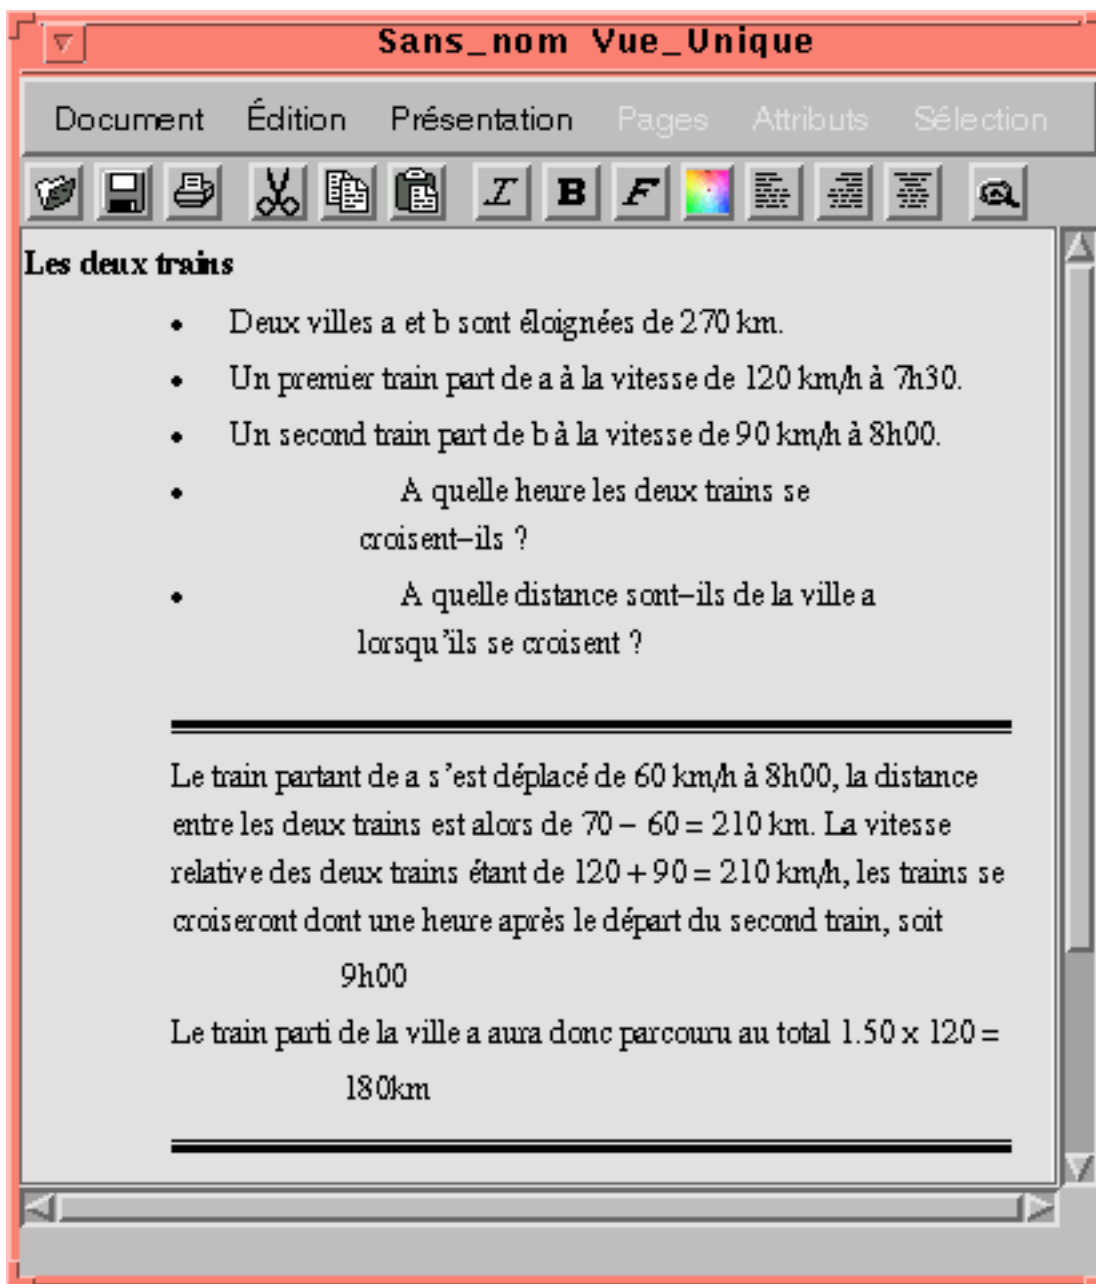 Sans_nom Vue_Unique
Document Édition Présentation Pages Attributs Sélection
I B F
Les deux trains
• Deux villes a et b sont éloignées de 270 km.
• Un premier train part de a à la vitesse de 120 km/h à 7h30.
• Un second train part de b à la vitesse de 90 km/h à 8h00.
• A quelle heure les deux trains se
croisent–ils ?
• A quelle distance sont–ils de la ville a
lorsqu'ils se croisent ?
Le train partant de a s'est déplacé de 60 km/h à 8h00, la distance
entre les deux trains est alors de 70 – 60 = 210 km. La vitesse
relative des deux trains étant de 120 + 90 = 210 km/h, les trains se
croiseront dont une heure après le départ du second train, soit
9h00
Le train parti de la ville a aura donc parcouru au total 1.50 x 120 =
180km